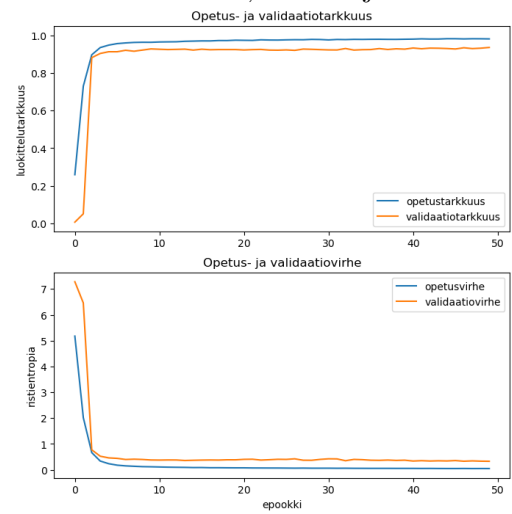 Opetus- ja validaatiotarkkuus
luokittelutarkkuus
1.0
0.8
0.6
0.4
0.2
0.0
opetustarkkuus
validaatiotarkkuus
0 10 20 30 40 50
Opetus- ja validaatiovirhe
ristientropia
7
6
5
4
3
2
1
0
opetusvirhe
validaatiovirhe
0 10 20 30 40 50
epookki